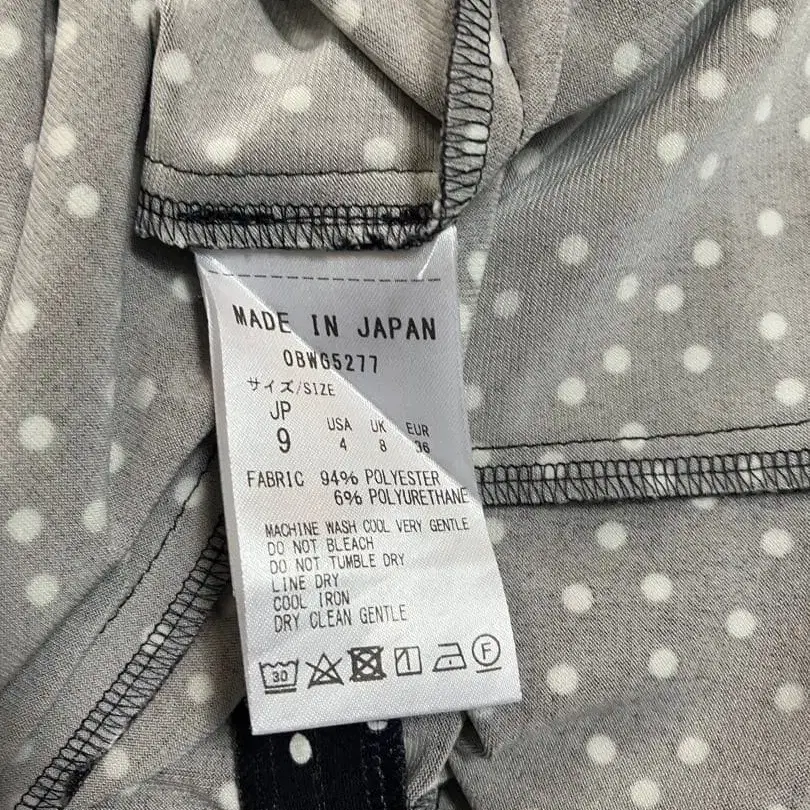 MADE IN JAPAN
OBWG5277
サイズ/SIZE
JP USA UK EUR
9 4 8 36
FABRIC 94% POLYESTER
6% POLYURETHANE
MACHINE WASH COOL VERY GENTLE
DO NOT BLEACH
DO NOT TUMBLE DRY
LINE DRY
COOL IRON
DRY CLEAN GENTLE
30 F